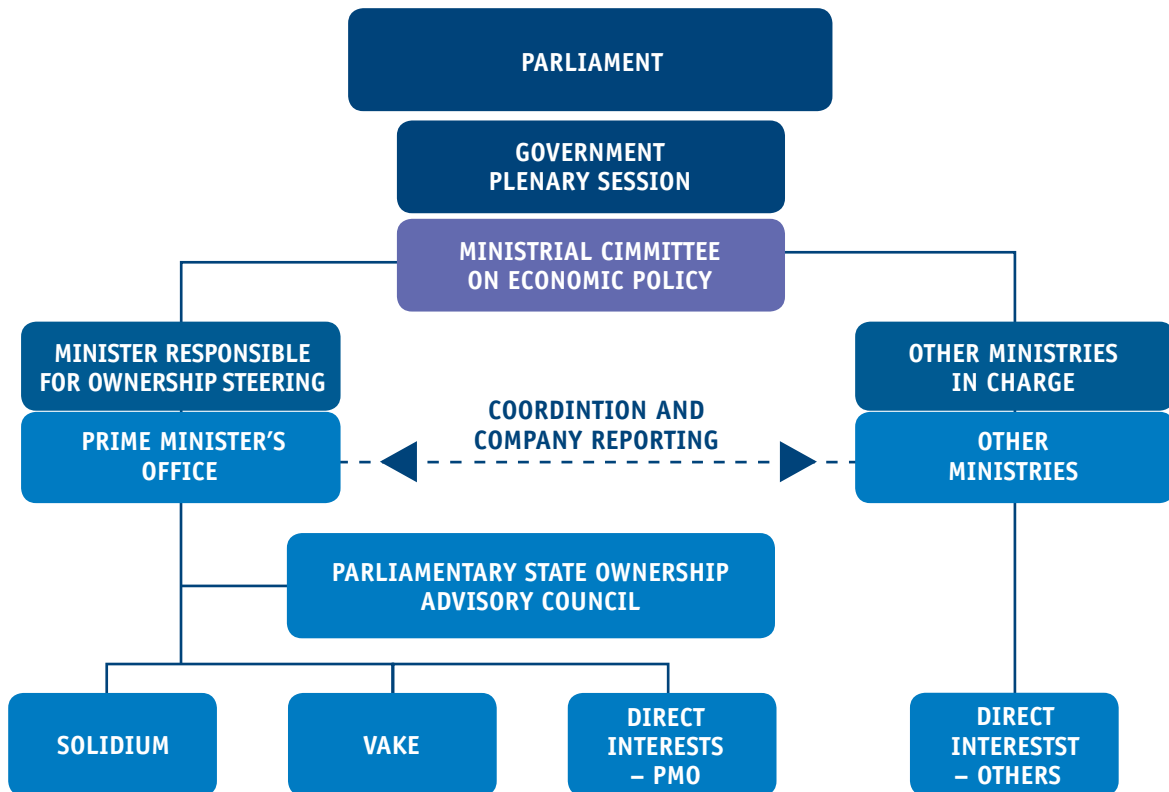 PARLIAMENT
GOVERNMENT
PLENARY SESSION
MINISTRIAL CIMMITTEE
ON ECONOMIC POLICY
MINISTER RESPONSIBLE
FOR OWNERSHIP STEERING
OTHER MINISTRIES
IN CHARGE
PRIME MINISTER'S
OFFICE
COORDINTION AND
COMPANY REPORTING
OTHER
MINISTRIES
PARLIAMENTARY STATE OWNERSHIP
ADVISORY COUNCIL
SOLIDIUM
VAKE
DIRECT
INTERESTS
– PMO
DIRECT
INTERESTST
– OTHERS